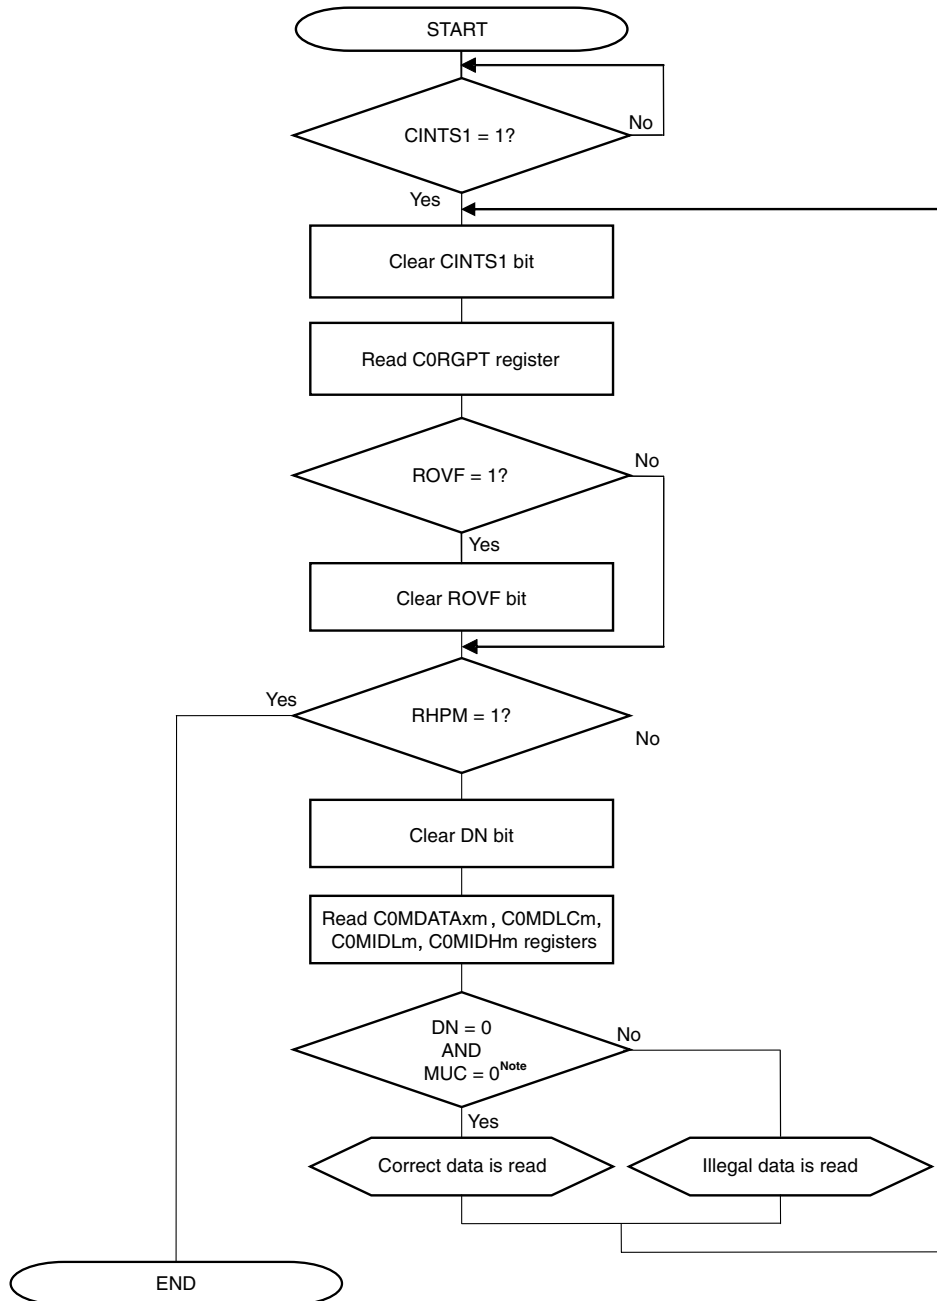 START
CINTS1 = 1?
No
Yes
Clear CINTS1 bit
Read C0RGPT register
ROVF = 1?
No
Yes
Clear ROVF bit
Yes
RHPM = 1?
No
Clear DN bit
Read C0MDATAxm , C0MDLCm,
C0MIDLm, C0MIDHm registers
DN = 0
AND
MUC = 0Note
No
Yes
Correct data is read
Illegal data is read
END